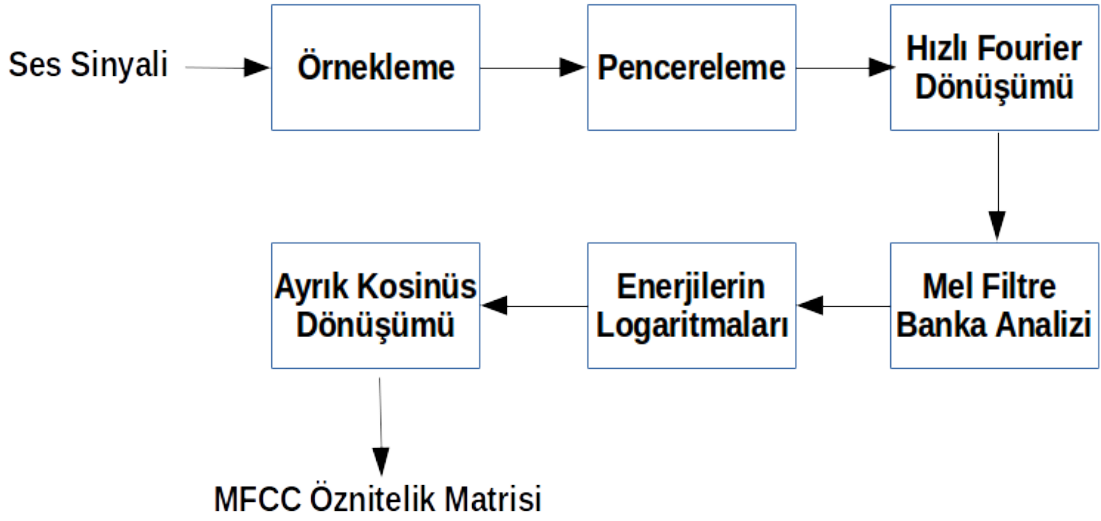 Ses Sinyali
Örnekleme
Pencereleme
Hızlı Fourier
Dönüşümü
Mel Filtre
Banka Analizi
Enerjilerin
Logaritmaları
Ayrık Kosinüs
Dönüşümü
MFCC Öznitelik Matrisi